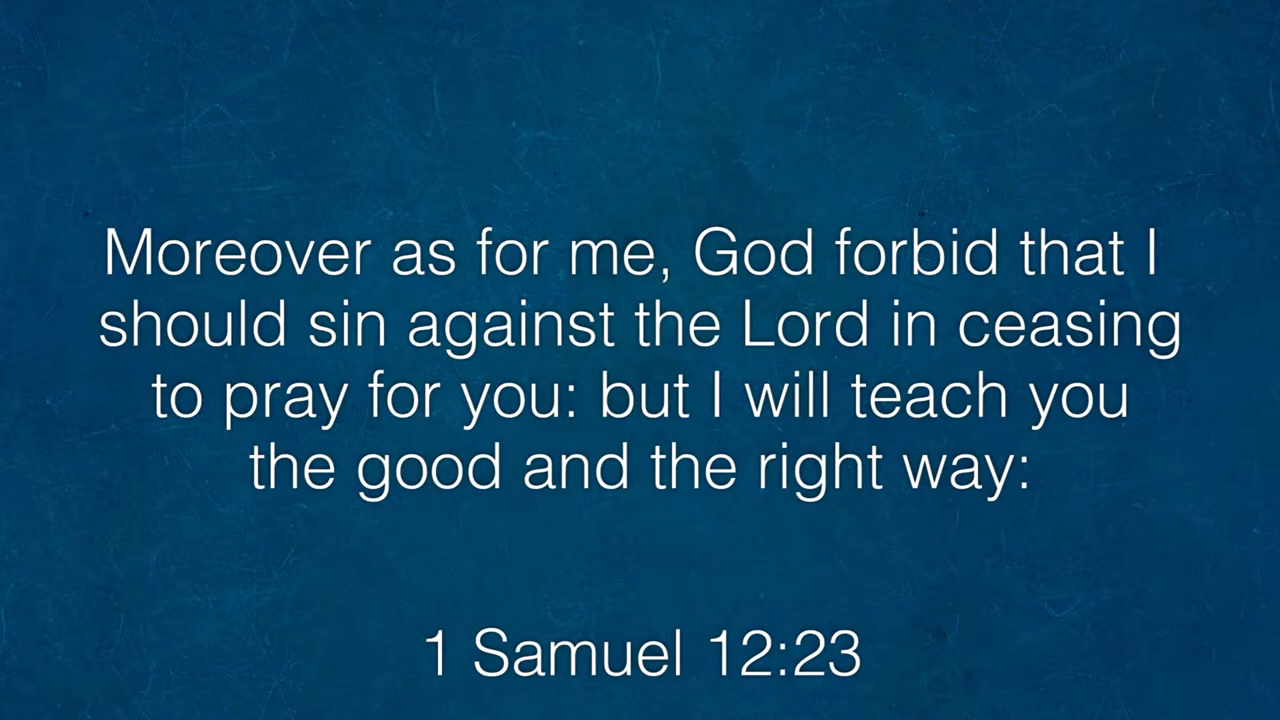 Moreover as for me, God forbid that I
should sin against the Lord in ceasing
to pray for you: but I will teach you
the good and the right way:
1 Samuel 12:23